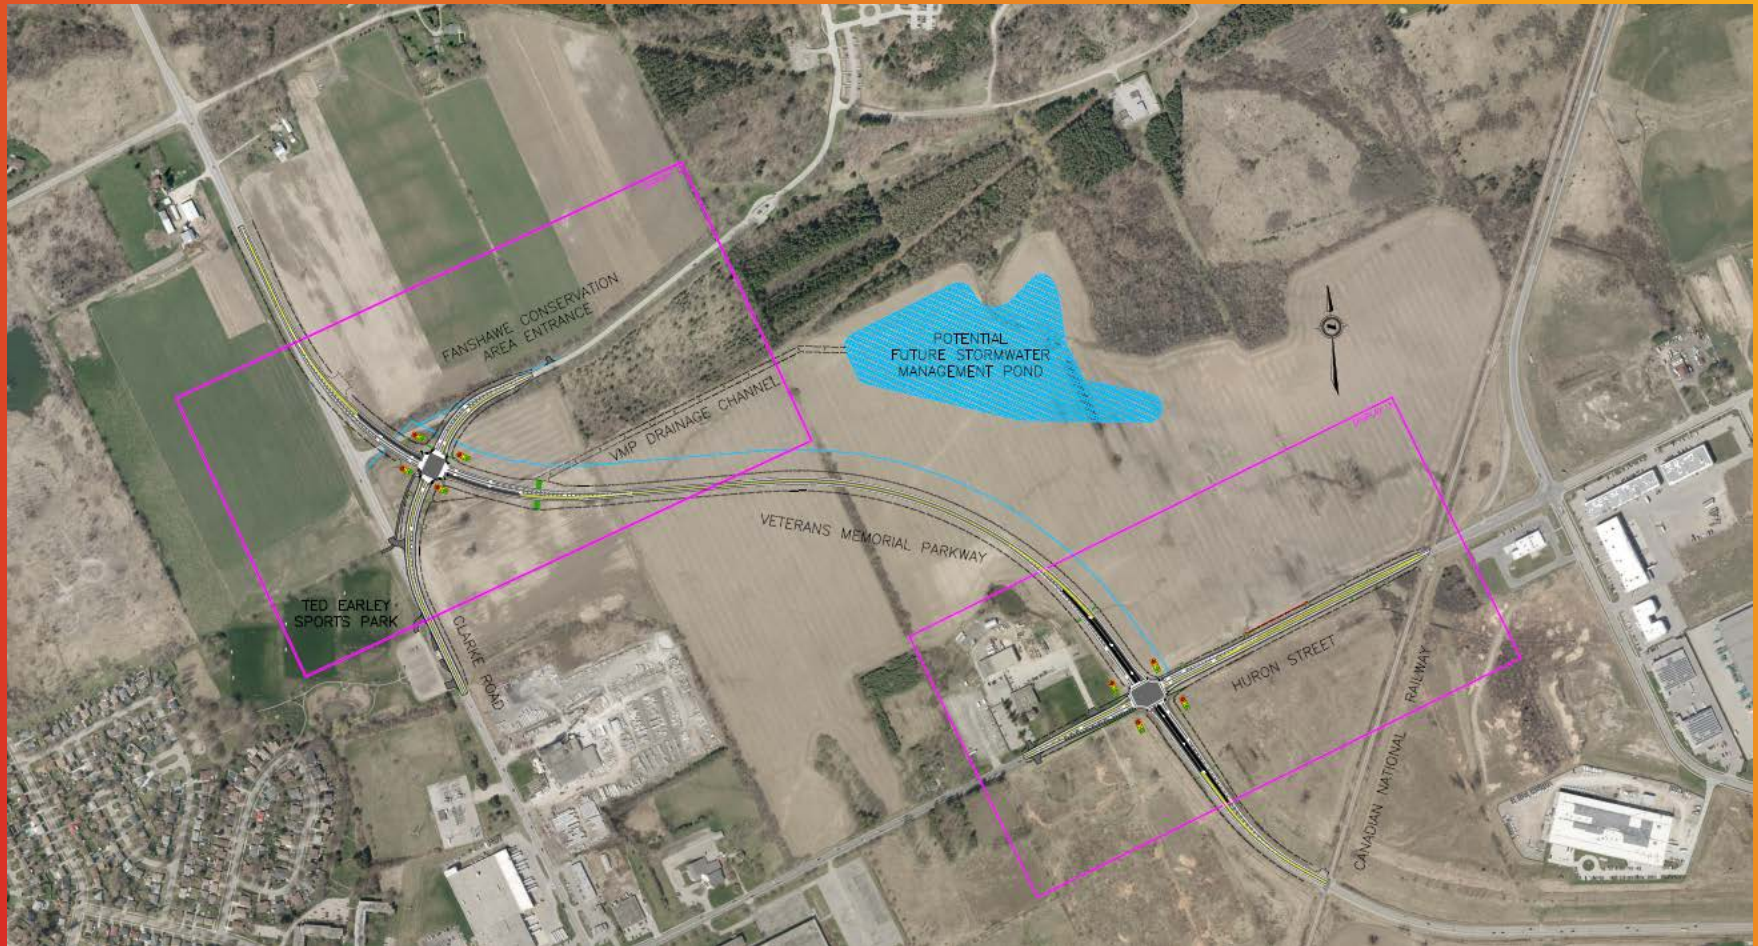 FANSHAWE CONSERVATION
AREA ENTRANCE
POTENTIAL
FUTURE STORMWATER
MANAGEMENT POND
VMP DRAINAGE CHANNEL
VETERANS MEMORIAL PARKWAY
TED EARLEY
SPORTS PARK
CLARKE ROAD
HURON STREET
CANADIAN NATIONAL RAILWAY